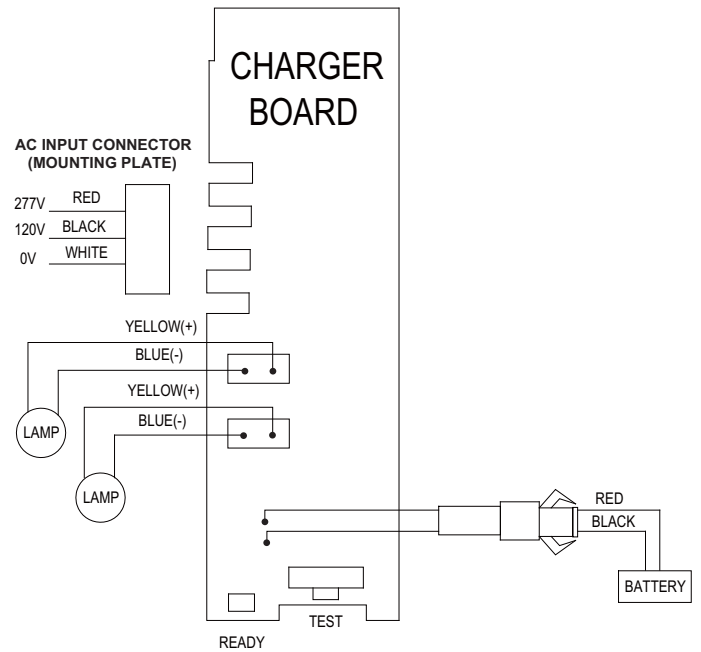 CHARGER
BOARD
AC INPUT CONNECTOR
(MOUNTING PLATE)
277V RED
120V BLACK
0V WHITE
YELLOW(+)
BLUE(-)
YELLOW(+)
BLUE(-)
LAMP
LAMP
RED
BLACK
BATTERY
TEST
READY